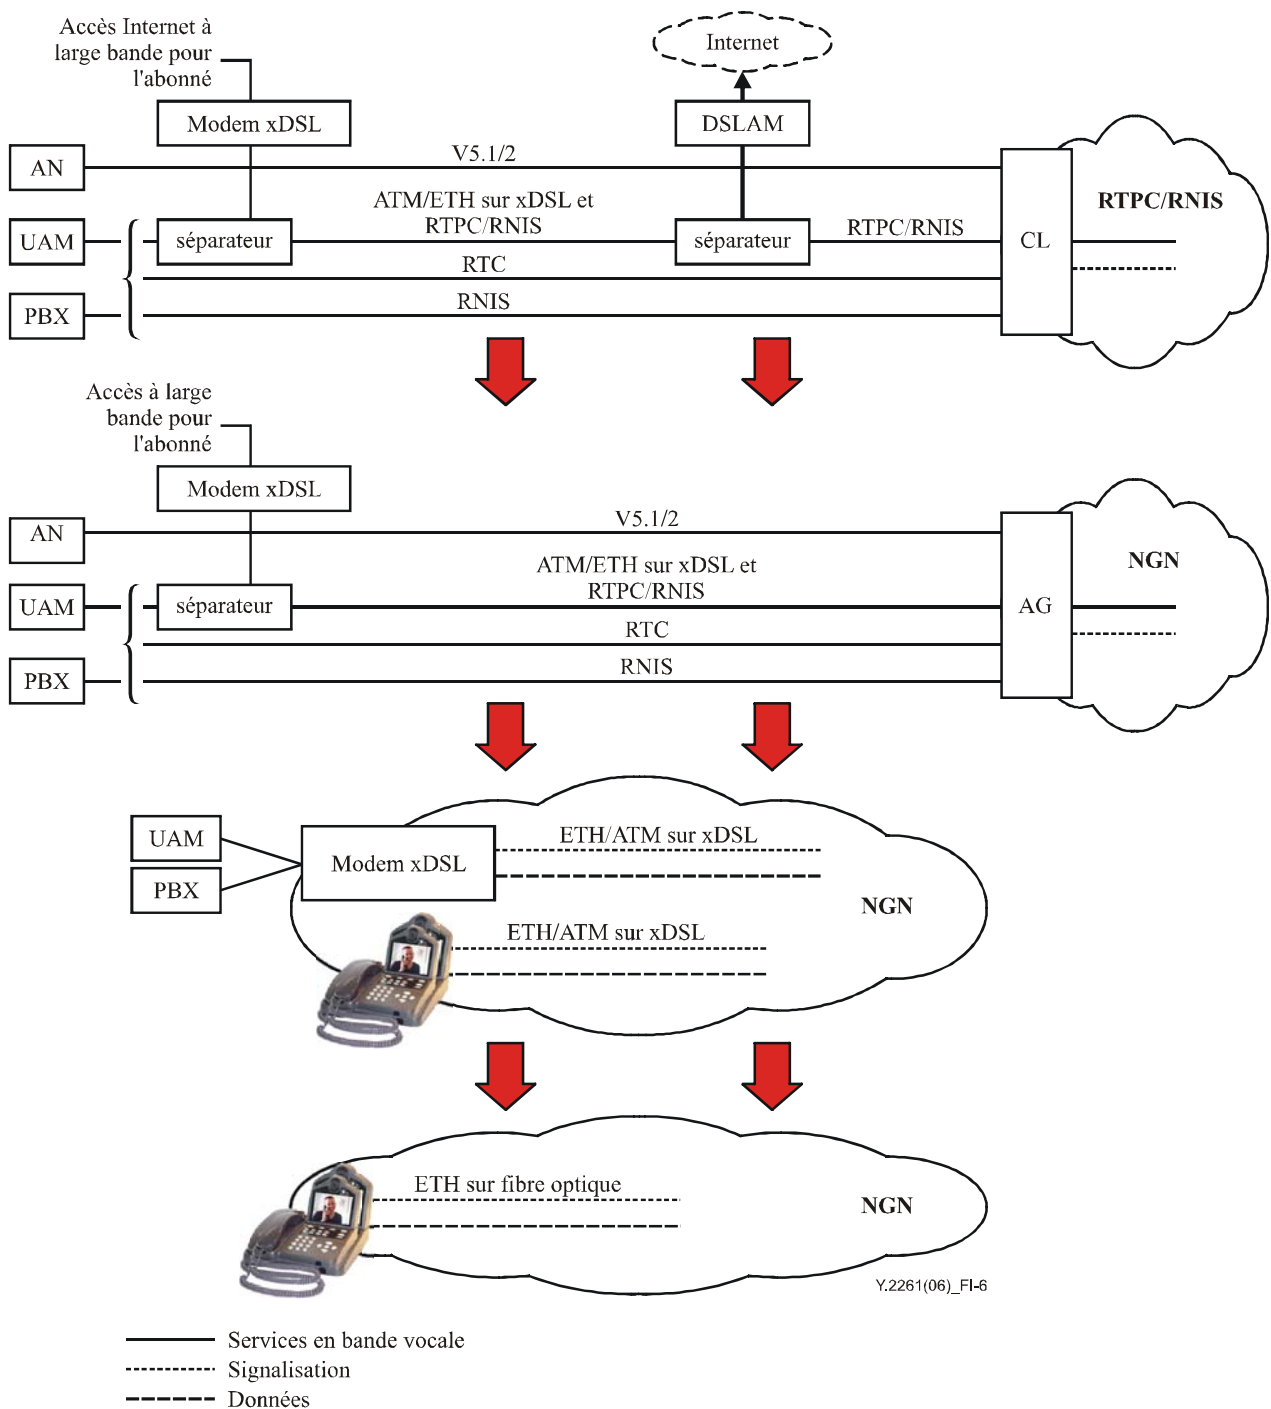 Accès Internet à
large bande pour
l'abonné
Internet
Modem xDSL
DSLAM
AN
V5.1/2
ATM/ETH sur xDSL et
RTPC/RNIS
RTPC/RNIS
RTPC/RNIS
UAM
séparateur
séparateur
CL
RTC
PBX
RNIS
Accès à large
bande pour
l'abonné
Modem xDSL
AN
V5.1/2
NGN
ATM/ETH sur xDSL et
RTPC/RNIS
UAM
séparateur
AG
RTC
PBX
RNIS
UAM
PBX
Modem xDSL
ETH/ATM sur xDSL
NGN
ETH/ATM sur xDSL
ETH sur fibre optique
NGN
Y.2261(06)_FI-6
Services en bande vocale
Signalisation
Données